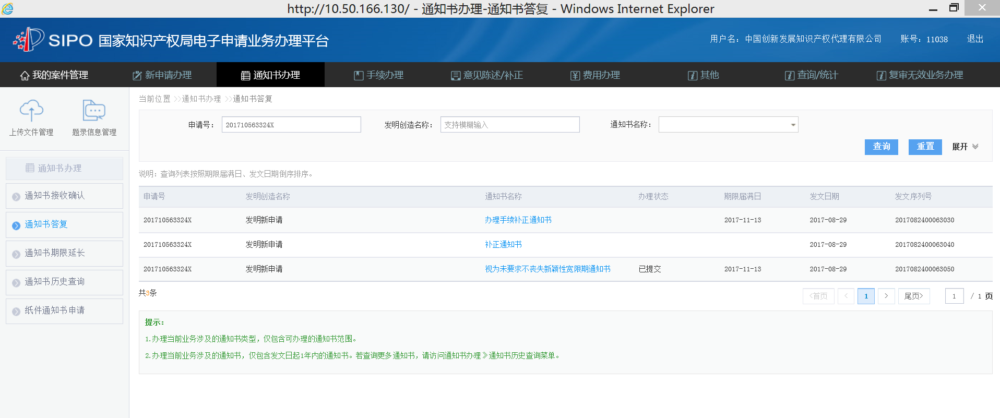 http://10.50.166.130/ - 通知书办理-通知书答复 - Windows Internet Explorer
SIPO 国家知识产权局电子申请业务办理平台
用户名：中国创新发展知识产权代理有限公司 账号：11038 退出
我的案件管理 新申请办理 通知书办理 手续办理 意见陈述/补正 费用办理 其他 查询/统计 复审无效业务办理
上传文件管理 题录信息管理
通知书办理
通知书接收确认
通知书答复
通知书期限延长
通知书历史查询
纸件通知书申请
当前位置 >>通知书办理 >>通知书答复
申请号： 201710563324X 发明创造名称： 支持模糊输入 通知书名称：
查询 重置 展开
说明：查询列表按照期限届满日、发文日期倒序排序。
申请号 发明创造名称 通知书名称 办理状态 期限届满日 发文日期 发文序列号
201710563324X 发明新申请 办理手续补正通知书 2017-11-13 2017-08-29 2017082400063030
201710563324X 发明新申请 补正通知书 2017-08-29 2017082400063040
201710563324X 发明新申请 视为未要求不丧失新颖性宽限期通知书 已提交 2017-11-13 2017-08-29 2017082400063050
共3条
<首页 < 1 > 尾页> 1 / 1 页
提示：
1.办理当前业务涉及的通知书类型，仅包含可办理的通知书范围。
2.办理当前业务涉及的通知书，仅包含发文日起1年内的通知书。若查询更多通知书，请访问通知书办理》通知书历史查询菜单。